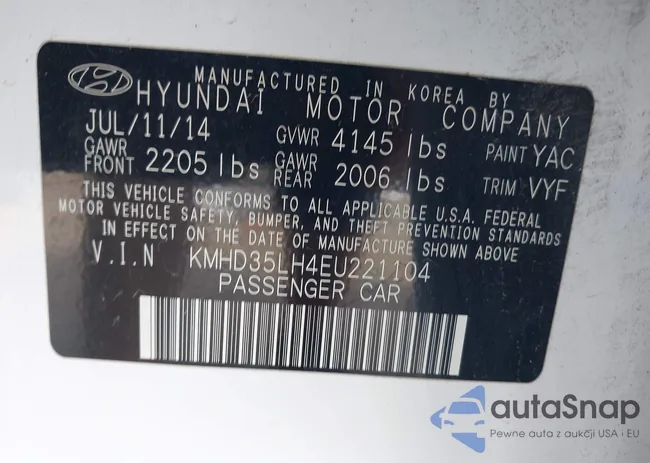 MANUFACTURED IN KOREA BY
HYUNDAI MOTOR COMPANY
JUL/11/14 GVWR 4145 lbs PAINT YAC
GAWR FRONT 2205 lbs GAWR REAR 2006 lbs TRIM VYF
THIS VEHICLE CONFORMS TO ALL APPLICABLE U.S.A. FEDERAL
MOTOR VEHICLE SAFETY, BUMPER, AND THEFT PREVENTION STANDARDS
IN EFFECT ON THE DATE OF MANUFACTURE SHOWN ABOVE
V.I.N KMHD35LH4EU221104
PASSENGER CAR
autaSnap
Pewne auta z aukcji USA i EU